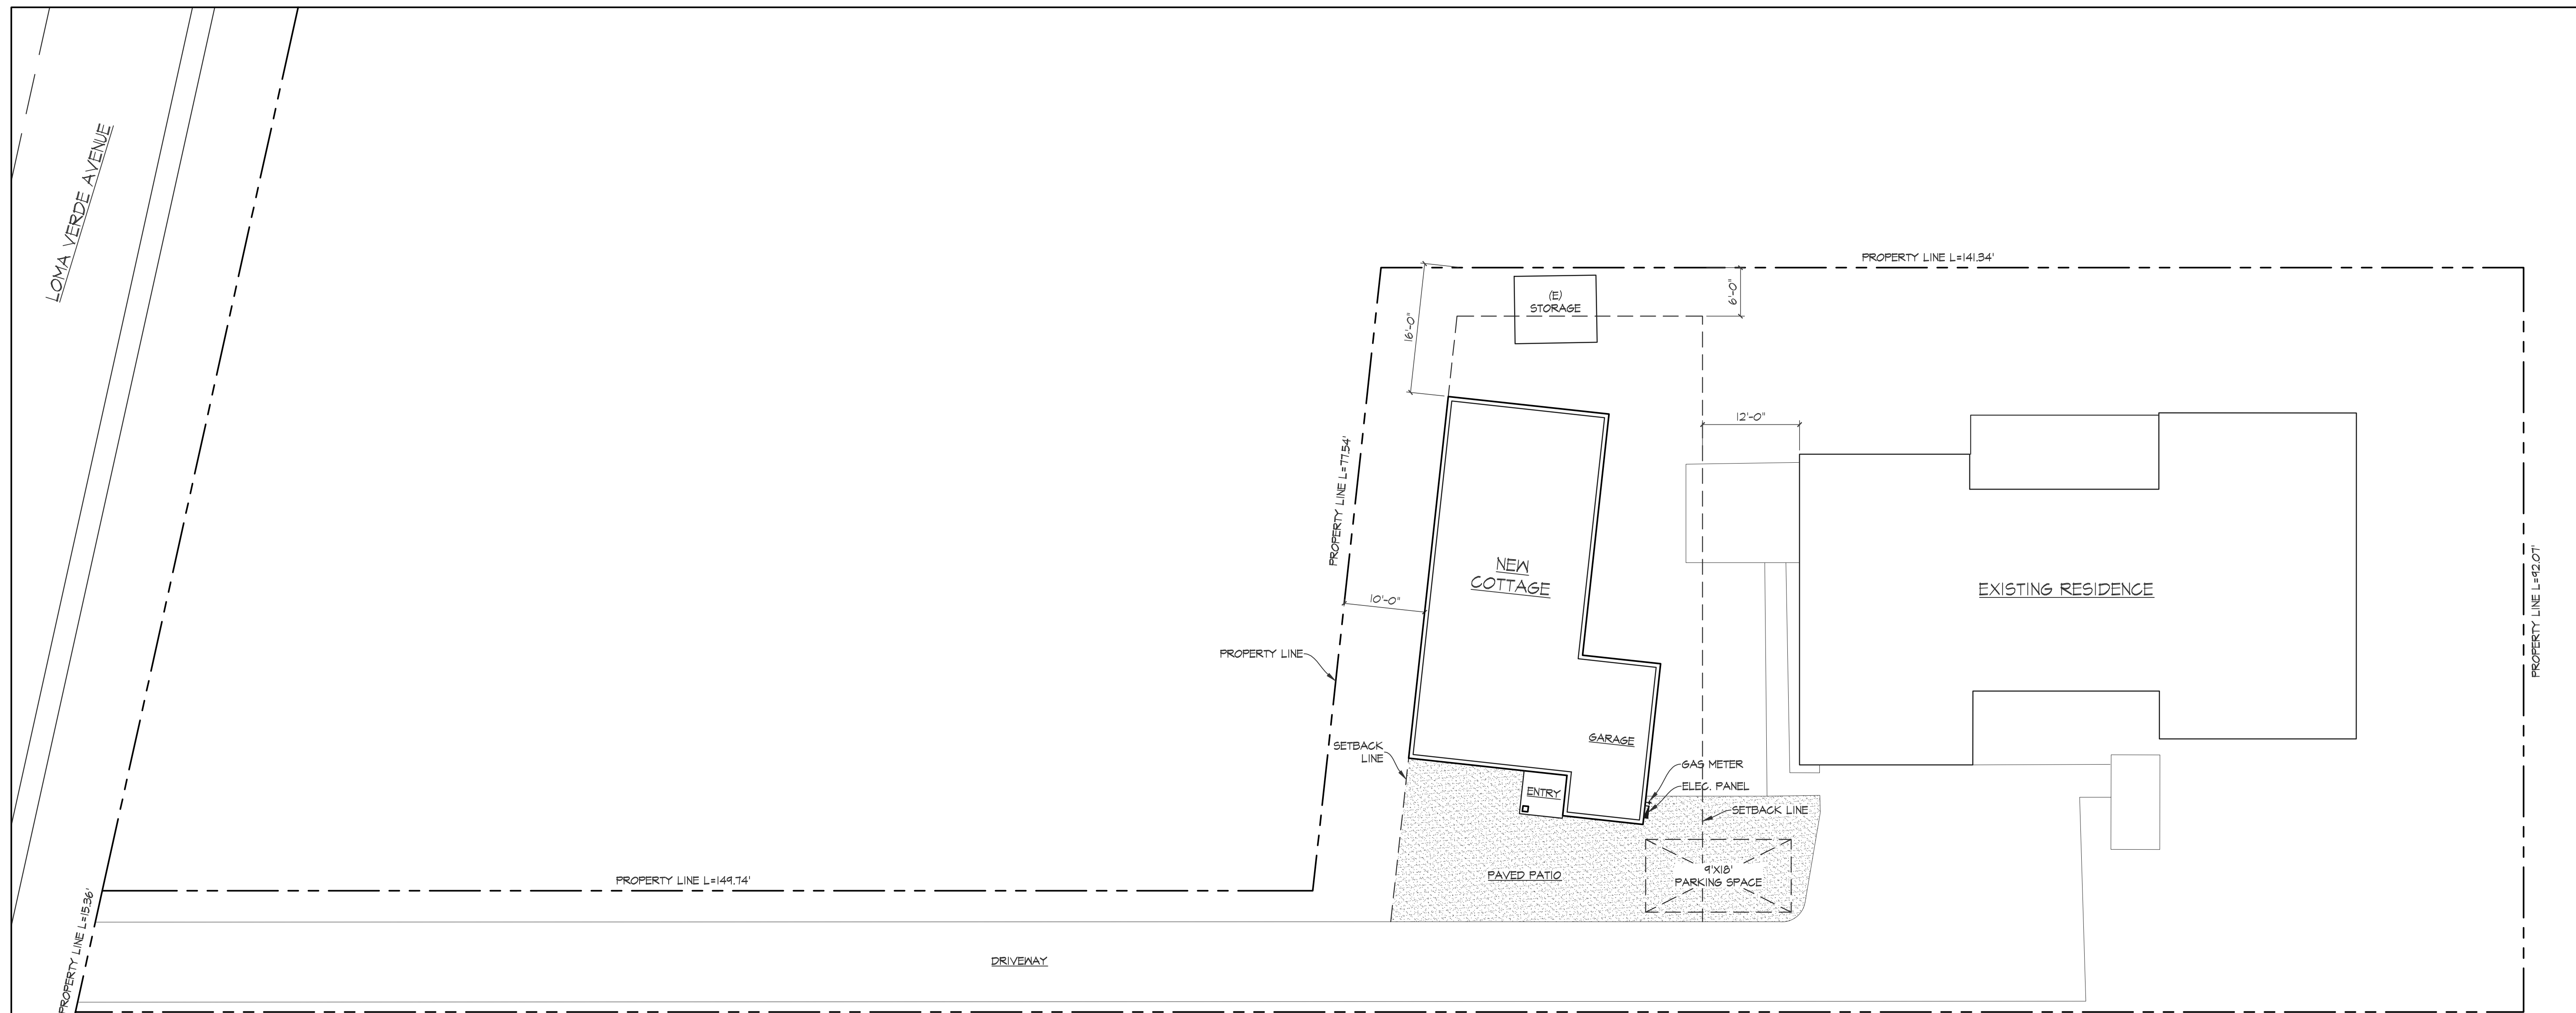 LOMA VERDE AVENUE
PROPERTY LINE L=141.34'
6'-0"
(E)
STORAGE
16'-0"
12'-0"
PROPERTY LINE L=77.54'
NEW
COTTAGE
EXISTING RESIDENCE
PROPERTY LINE L=92.07'
10'-0"
PROPERTY LINE
GARAGE
SETBACK
LINE
GAS METER
ELEC. PANEL
ENTRY
SETBACK LINE
9'X18'
PARKING SPACE
PAVED PATIO
PROPERTY LINE L=149.74'
PROPERTY LINE L=15.36'
DRIVEWAY